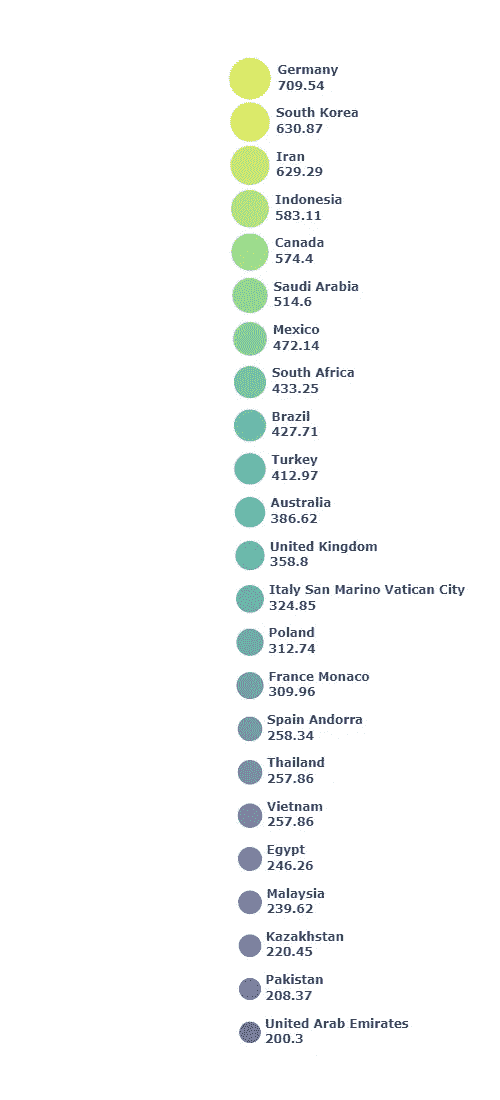 Germany
709.54
South Korea
630.87
Iran
629.29
Indonesia
583.11
Canada
574.4
Saudi Arabia
514.6
Mexico
472.14
South Africa
433.25
Brazil
427.71
Turkey
412.97
Australia
386.62
United Kingdom
358.8
Italy San Marino Vatican City
324.85
Poland
312.74
France Monaco
309.96
Spain Andorra
258.34
Thailand
257.86
Vietnam
257.86
Egypt
246.26
Malaysia
239.62
Kazakhstan
220.45
Pakistan
208.37
United Arab Emirates
200.3